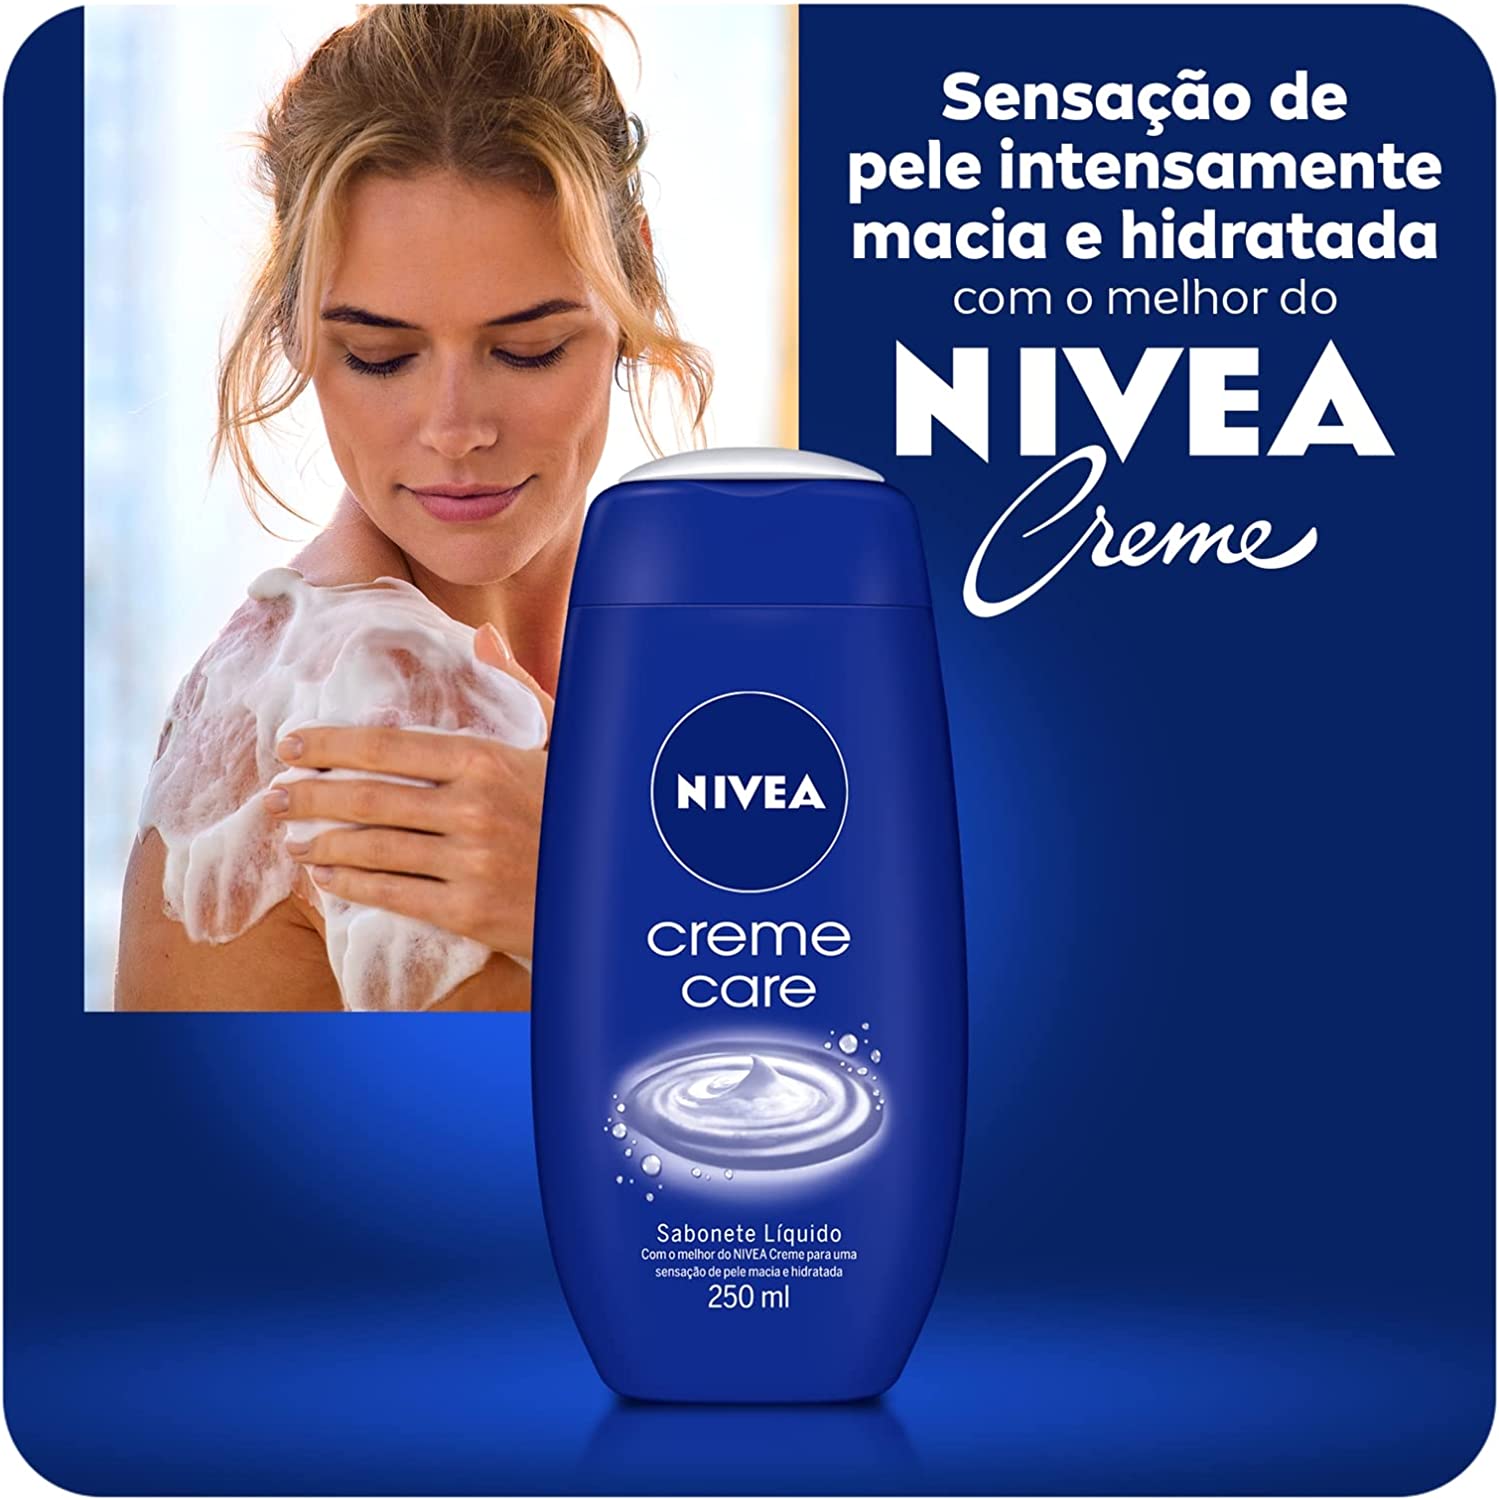 Sensação de
pele intensamente
macia e hidratada
com o melhor do
NIVEA
Creme
NIVEA
creme
care
Sabonete Líquido
Com o melhor do NIVEA Creme para uma
sensação de pele macia e hidratada
250 ml